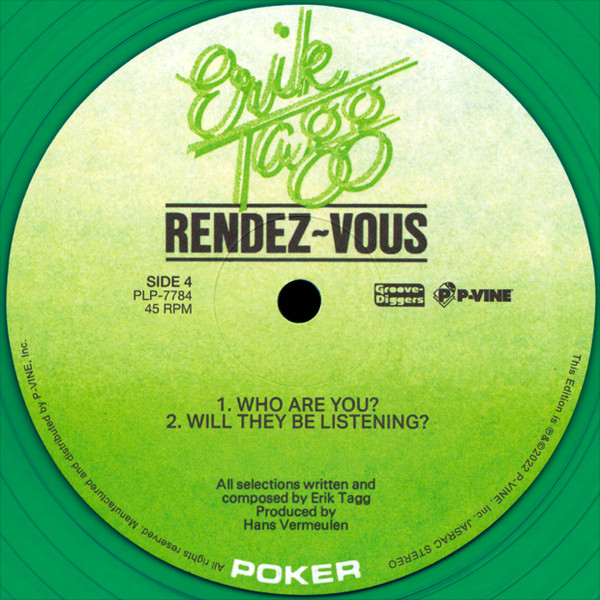 Erik
Tagg
RENDEZ~VOUS
SIDE 4
PLP-7784
45 RPM
Groove-
Diggers
P P-VINE
1. WHO ARE YOU?
2. WILL THEY BE LISTENING?
All selections written and
composed by Erik Tagg
Produced by
Hans Vermeulen
POKER
All rights reserved. Manufactured and distributed by P-VINE, Inc.
This Edition is ℗&©2022 P-VINE, Inc. JASRAC STEREO